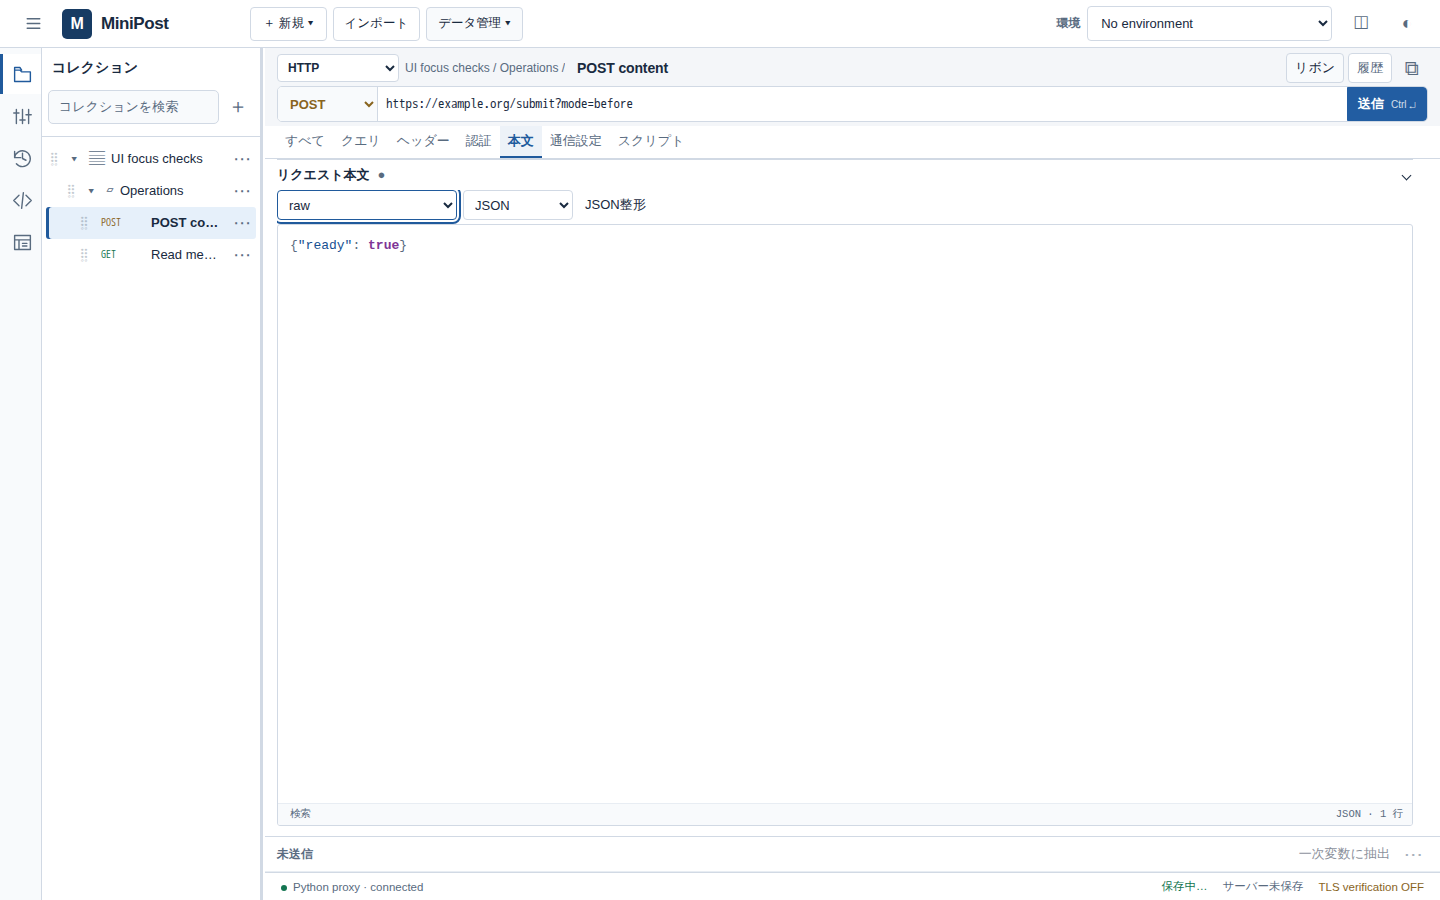 M MiniPost ＋ 新規 ▾ インポート データ管理 ▾ 環境 No environment
コレクション
コレクションを検索 +
UI focus checks ···
Operations ···
POST POST co... ···
GET Read me... ···
HTTP UI focus checks / Operations / POST content リボン 履歴
POST https://example.org/submit?mode=before 送信 Ctrl ⏎
すべて クエリ ヘッダー 認証 本文 通信設定 スクリプト
リクエスト本文 ●
raw JSON JSON整形
{"ready": true}
検索 JSON · 1 行
未送信 一次変数に抽出 ···
Python proxy · connected 保存中… サーバー未保存 TLS verification OFF